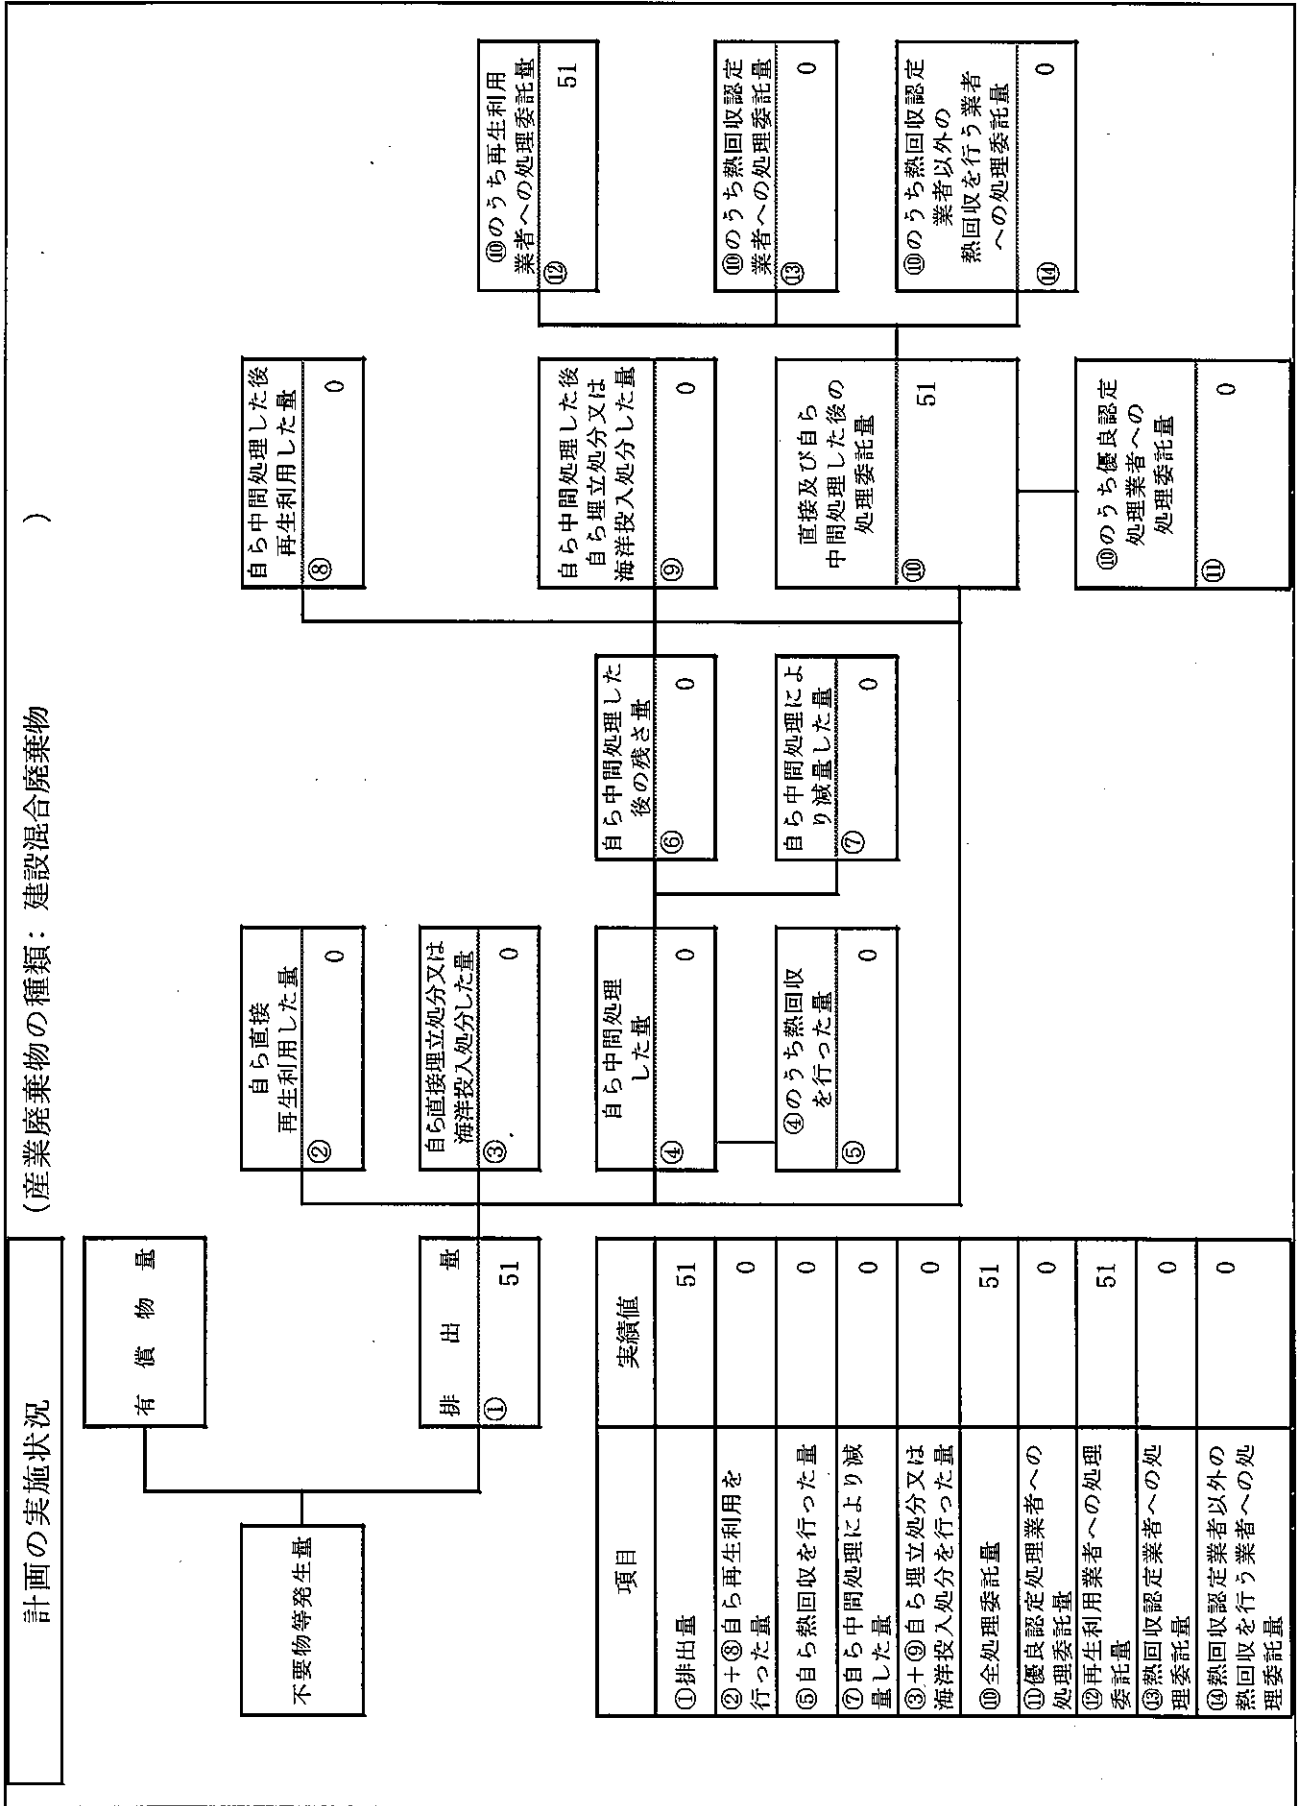 計画の実施状況
(産業廃棄物の種類：建設混合廃棄物 )
不要物等発生量
有償物量
排出量
① 51
自ら直接
再生利用した量
② 0
自ら直接埋立処分又は
海洋投入処分した量
③ 0
自ら中間処理
した量
④ 0
④のうち熱回収
を行った量
⑤ 0
自ら中間処理した
後の残さ量
⑥ 0
自ら中間処理によ
り減量した量
⑦ 0
自ら中間処理した後
再生利用した量
⑧ 0
自ら中間処理した後
自ら埋立処分又は
海洋投入処分した量
⑨ 0
直接及び自ら
中間処理した後の
処理委託量
⑩ 51
⑩のうち優良認定
処理業者への
処理委託量
⑪ 0
⑩のうち再生利用
業者への処理委託量
⑫ 51
⑩のうち熱回収認定
業者への処理委託量
⑬ 0
⑩のうち熱回収認定
業者以外の
熱回収を行う業者
への処理委託量
⑭ 0
項目 実績値
①排出量 51
②＋⑧自ら再生利用を
行った量 0
⑤自ら熱回収を行った量 0
⑦自ら中間処理により減
量した量 0
③＋⑨自ら埋立処分又は
海洋投入処分を行った量 0
⑩全処理委託量 51
⑪優良認定処理業者への
処理委託量 0
⑫再生利用業者への処理
委託量 51
⑬熱回収認定業者への処
理委託量 0
⑭熱回収認定業者以外の
熱回収を行う業者への処
理委託量 0